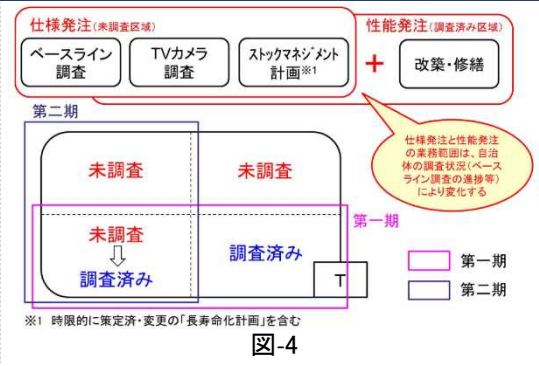 仕様発注(未調査区域)
性能発注(調査済み区域)
ベースライン
調査
TVカメラ
調査
ストックマネジメント
計画※1
+
改築・修繕
第二期
仕様発注と性能発注
の業務範囲は、自治
体の調査状況(ベース
ライン調査の進捗等)
により変化する
未調査
未調査
第一期
未調査
調査済み
調査済み
T
第一期
第二期
※1 時限的に策定済・変更の「長寿命化計画」を含む
図-4